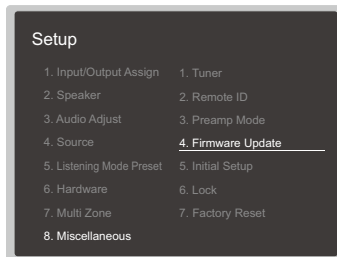 Setup
1. Input/Output Assign
2. Speaker
3. Audio Adjust
4. Source
5. Listening Mode Preset
6. Hardware
7. Multi Zone
8. Miscellaneous
1. Tuner
2. Remote ID
3. Preamp Mode
4. Firmware Update
5. Initial Setup
6. Lock
7. Factory Reset